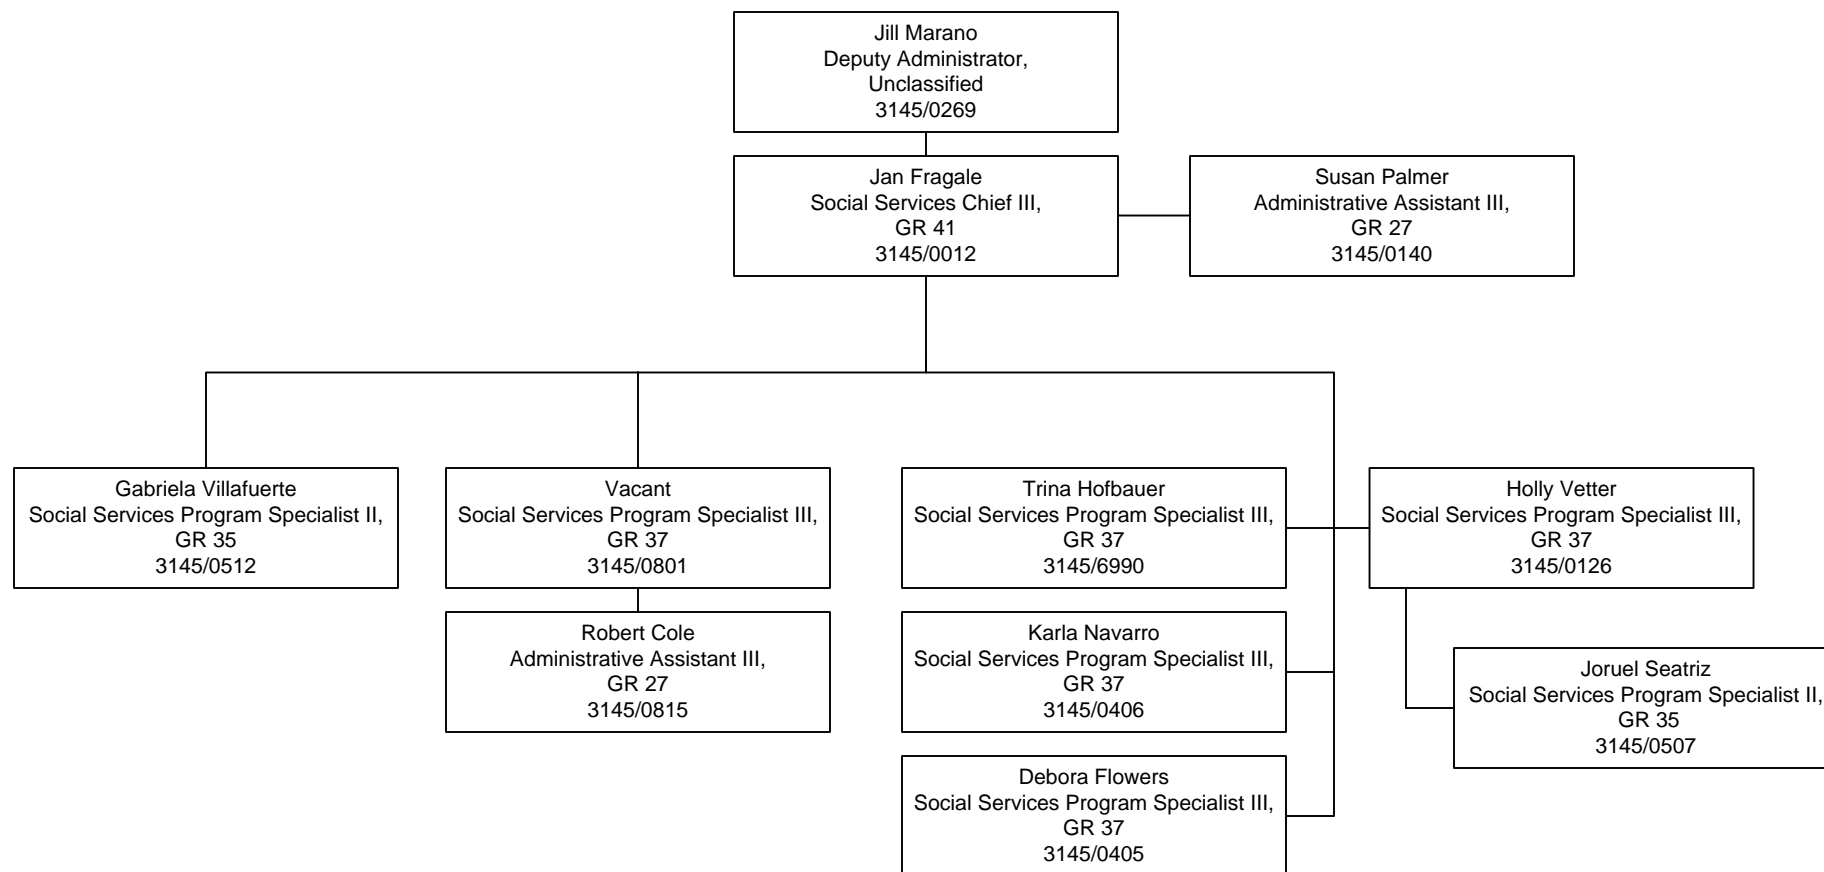 Jill Marano
Deputy Administrator,
Unclassified
3145/0269
Jan Fragale
Social Services Chief III,
GR 41
3145/0012
Susan Palmer
Administrative Assistant III,
GR 27
3145/0140
Gabriela Villafuerte
Social Services Program Specialist II,
GR 35
3145/0512
Vacant
Social Services Program Specialist III,
GR 37
3145/0801
Trina Hofbauer
Social Services Program Specialist III,
GR 37
3145/6990
Holly Vetter
Social Services Program Specialist III,
GR 37
3145/0126
Robert Cole
Administrative Assistant III,
GR 27
3145/0815
Karla Navarro
Social Services Program Specialist III,
GR 37
3145/0406
Joruel Seatriz
Social Services Program Specialist II,
GR 35
3145/0507
Debora Flowers
Social Services Program Specialist III,
GR 37
3145/0405